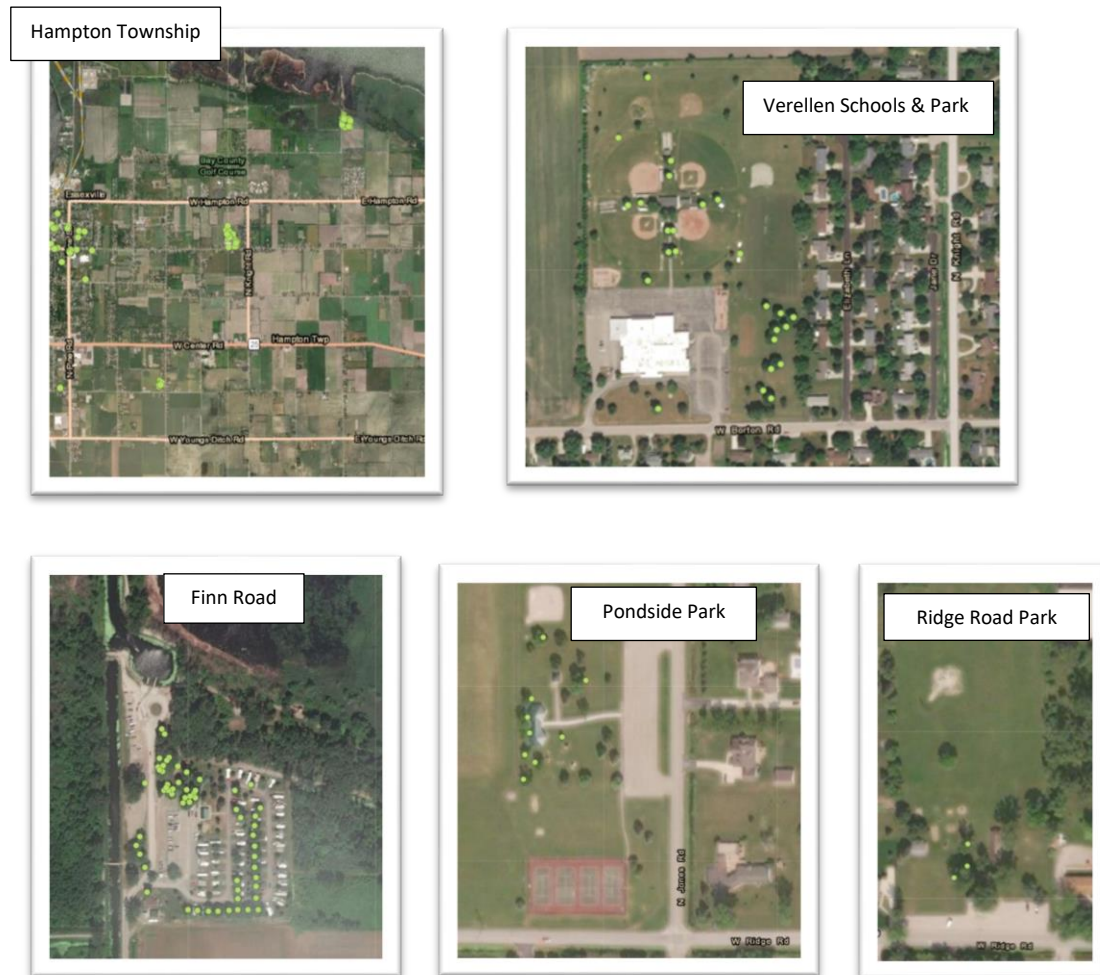 Hampton Township
Bay County
Golf Course
Essexville
W Hampton Rd
E Hampton Rd
N Knight Rd
W Center Rd
Hampton Twp
W Youngs Ditch Rd
E Youngs Ditch Rd
Verellen Schools & Park
Elizabeth Ln
N Knight Rd
W Borton Rd
Finn Road
Pondside Park
N Jones Rd
W Ridge Rd
Ridge Road Park
W Ridge Rd